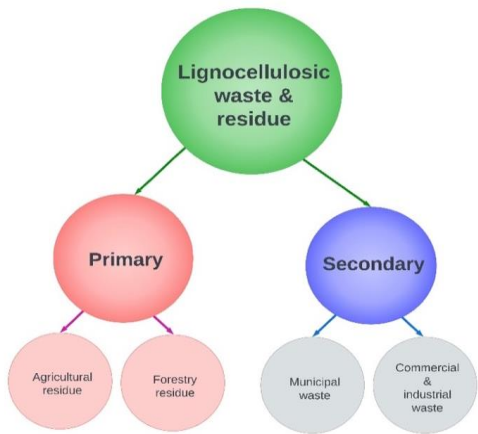 Lignocellulosic
waste &
residue
Primary
Secondary
Agricultural
residue
Forestry
residue
Municipal
waste
Commercial
&
industrial
waste